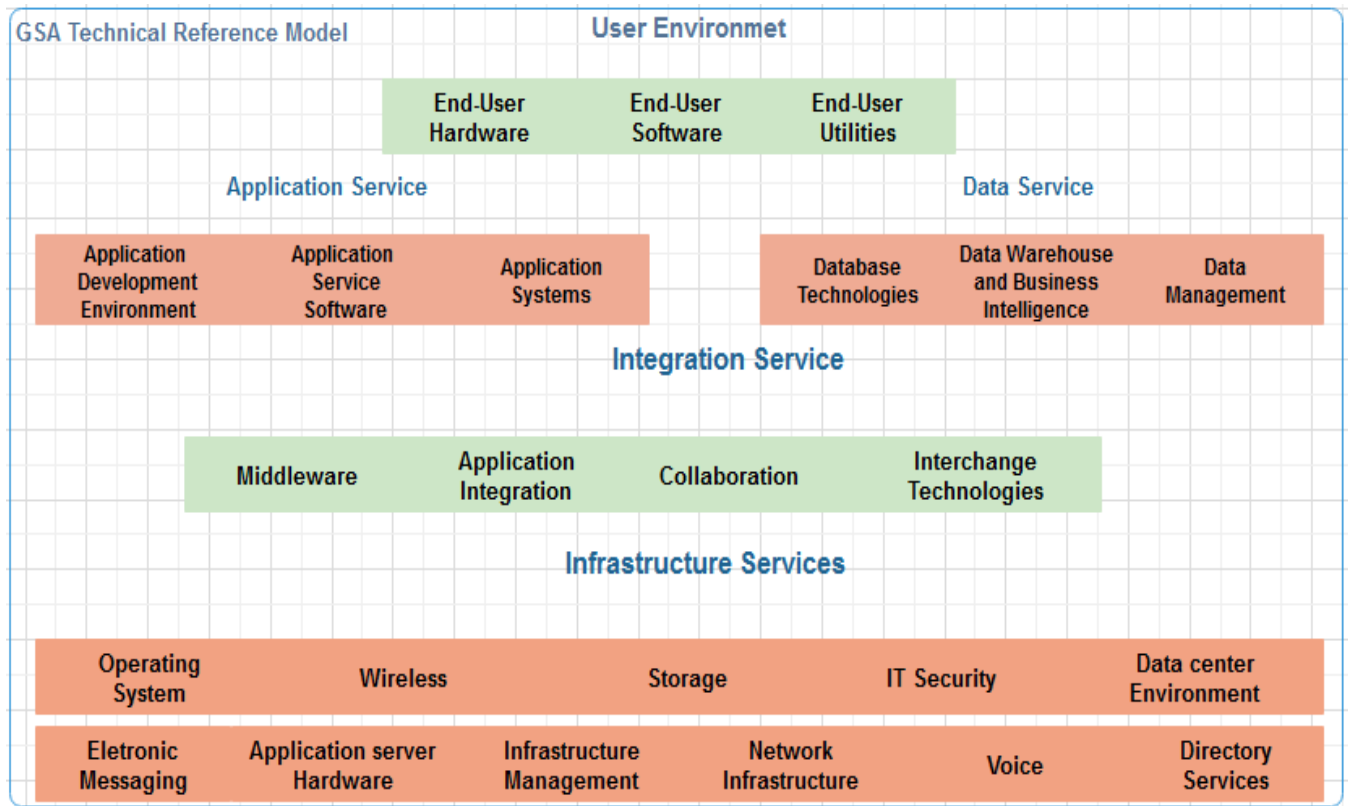 GSA Technical Reference Model
User Environmet
End-User
Hardware
End-User
Software
End-User
Utilities
Application Service
Data Service
Application
Development
Environment
Application
Service
Software
Application
Systems
Database
Technologies
Data Warehouse
and Business
Intelligence
Data
Management
Integration Service
Middleware
Application
Integration
Collaboration
Interchange
Technologies
Infrastructure Services
Operating
System
Wireless
Storage
IT Security
Data center
Environment
Eletronic
Messaging
Application server
Hardware
Infrastructure
Management
Network
Infrastructure
Voice
Directory
Services